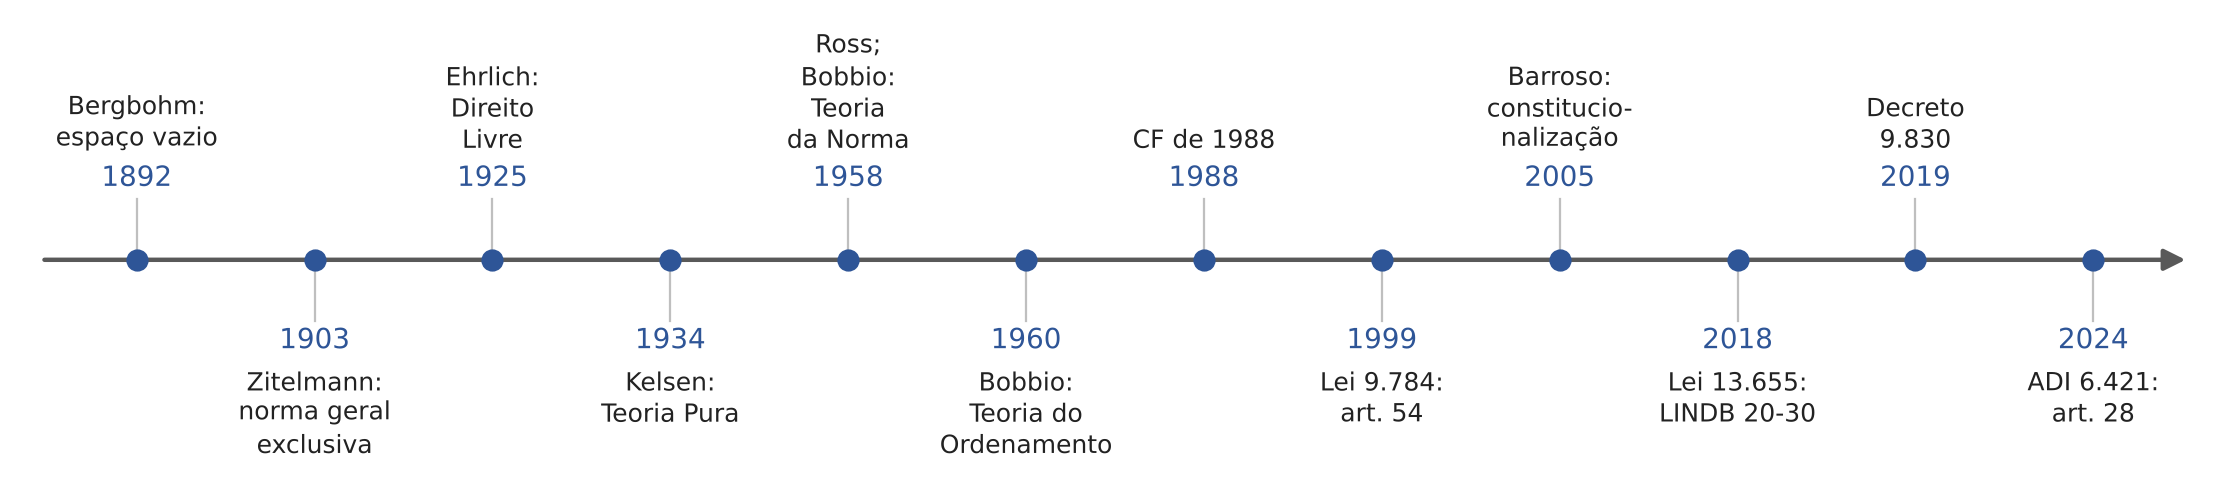 Bergbohm:
espaço vazio
1892
Zitelmann:
norma geral
exclusiva
1903
Ehrlich:
Direito
Livre
1925
Kelsen:
Teoria Pura
1934
Ross;
Bobbio:
Teoria
da Norma
1958
Bobbio:
Teoria do
Ordenamento
1960
CF de 1988
1988
Lei 9.784:
art. 54
1999
Barroso:
constitucio-
nalização
2005
Lei 13.655:
LINDB 20-30
2018
Decreto
9.830
2019
ADI 6.421:
art. 28
2024